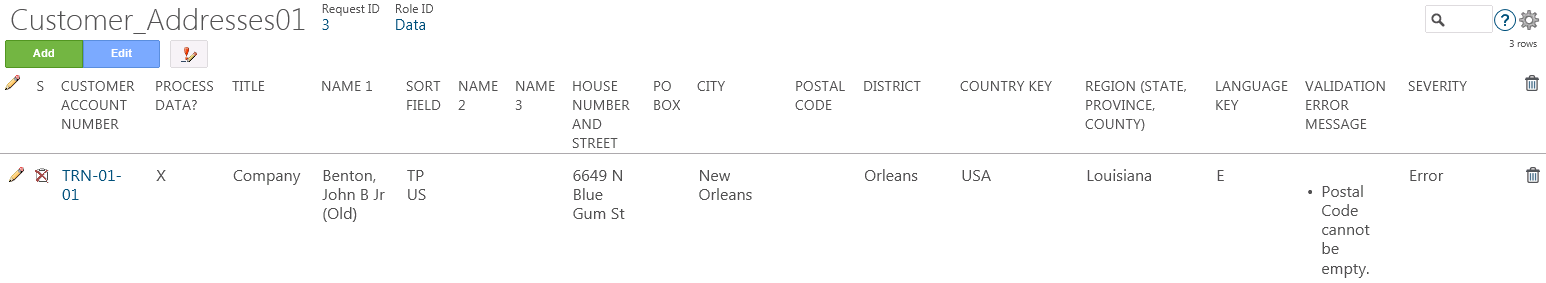 Customer_Addresses01
Request ID
3
Role ID
Data
3 rows
Add
Edit
S
CUSTOMER
ACCOUNT
NUMBER
PROCESS
DATA?
TITLE
NAME 1
SORT
FIELD
NAME
2
NAME
3
HOUSE
NUMBER
AND
STREET
PO
BOX
CITY
POSTAL
CODE
DISTRICT
COUNTRY KEY
REGION (STATE,
PROVINCE,
COUNTY)
LANGUAGE
KEY
VALIDATION
ERROR
MESSAGE
SEVERITY
TRN-01-
01
X
Company
Benton,
John B Jr
(Old)
TP
US
6649 N
Blue
Gum St
New
Orleans
Orleans
USA
Louisiana
E
• Postal
Code
cannot
be
empty.
Error